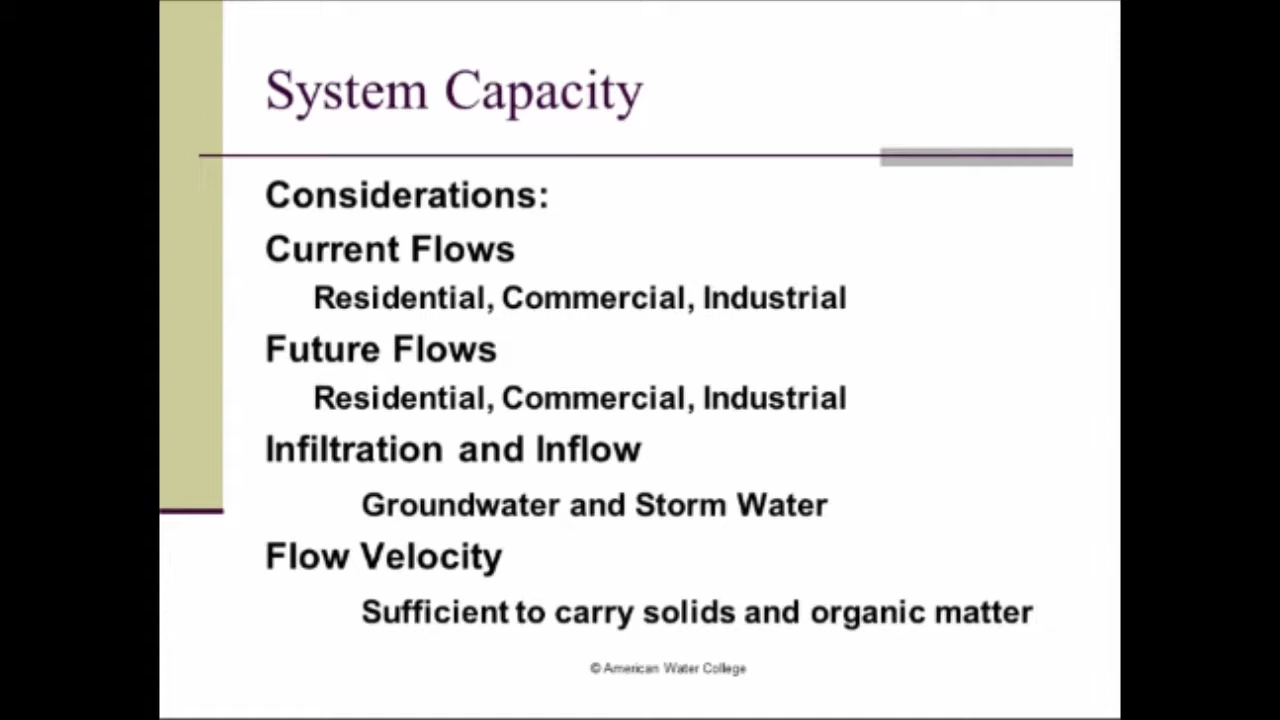 System Capacity
Considerations:
Current Flows
Residential, Commercial, Industrial
Future Flows
Residential, Commercial, Industrial
Infiltration and Inflow
Groundwater and Storm Water
Flow Velocity
Sufficient to carry solids and organic matter
© American Water College